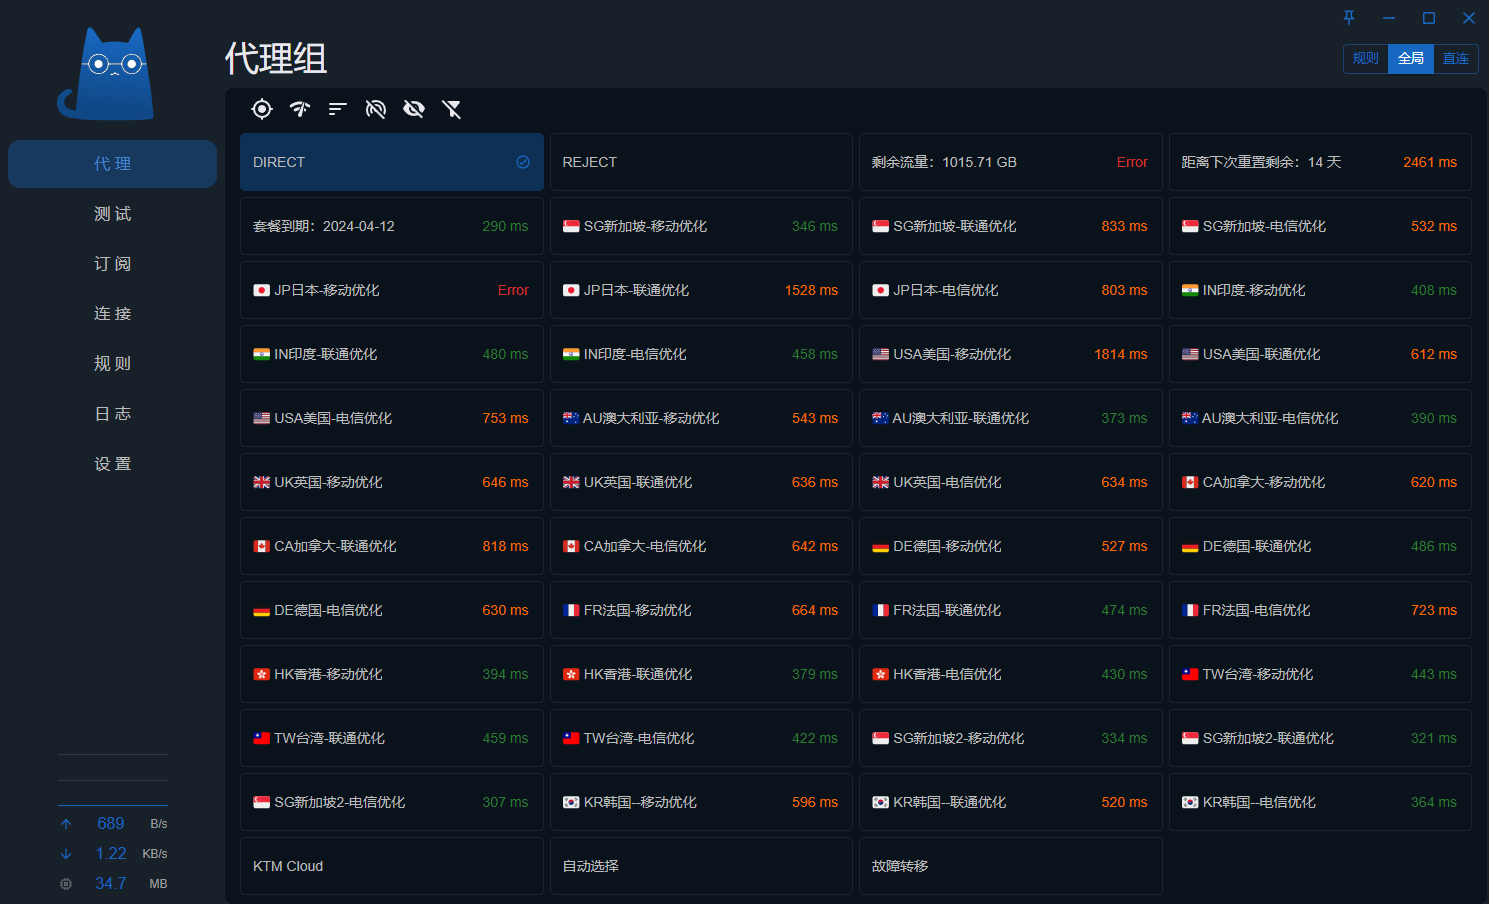 代理组
规则 全局 直连
代 理
测 试
订 阅
连 接
规 则
日 志
设 置
689 B/s
1.22 KB/s
34.7 MB
DIRECT
REJECT
剩余流量：1015.71 GB Error
距离下次重置剩余：14 天 2461 ms
套餐到期：2024-04-12 290 ms
SG新加坡-移动优化 346 ms
SG新加坡-联通优化 833 ms
SG新加坡-电信优化 532 ms
JP日本-移动优化 Error
JP日本-联通优化 1528 ms
JP日本-电信优化 803 ms
IN印度-移动优化 408 ms
IN印度-联通优化 480 ms
IN印度-电信优化 458 ms
USA美国-移动优化 1814 ms
USA美国-联通优化 612 ms
USA美国-电信优化 753 ms
AU澳大利亚-移动优化 543 ms
AU澳大利亚-联通优化 373 ms
AU澳大利亚-电信优化 390 ms
UK英国-移动优化 646 ms
UK英国-联通优化 636 ms
UK英国-电信优化 634 ms
CA加拿大-移动优化 620 ms
CA加拿大-联通优化 818 ms
CA加拿大-电信优化 642 ms
DE德国-移动优化 527 ms
DE德国-联通优化 486 ms
DE德国-电信优化 630 ms
FR法国-移动优化 664 ms
FR法国-联通优化 474 ms
FR法国-电信优化 723 ms
HK香港-移动优化 394 ms
HK香港-联通优化 379 ms
HK香港-电信优化 430 ms
TW台湾-移动优化 443 ms
TW台湾-联通优化 459 ms
TW台湾-电信优化 422 ms
SG新加坡2-移动优化 334 ms
SG新加坡2-联通优化 321 ms
SG新加坡2-电信优化 307 ms
KR韩国--移动优化 596 ms
KR韩国--联通优化 520 ms
KR韩国--电信优化 364 ms
KTM Cloud
自动选择
故障转移